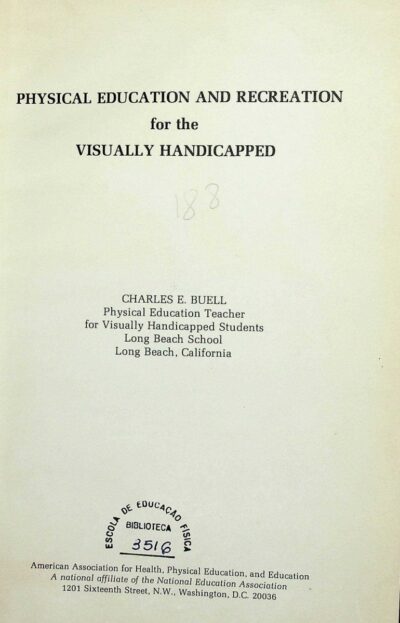 PHYSICAL EDUCATION AND RECREATION
for the
VISUALLY HANDICAPPED
188
CHARLES E. BUELL
Physical Education Teacher
for Visually Handicapped Students
Long Beach School
Long Beach, California
ESCOLA DE EDUCAÇÃO FÍSICA
BIBLIOTECA
3516
American Association for Health, Physical Education, and Education
A national affiliate of the National Education Association
1201 Sixteenth Street, N.W., Washington, D.C. 20036